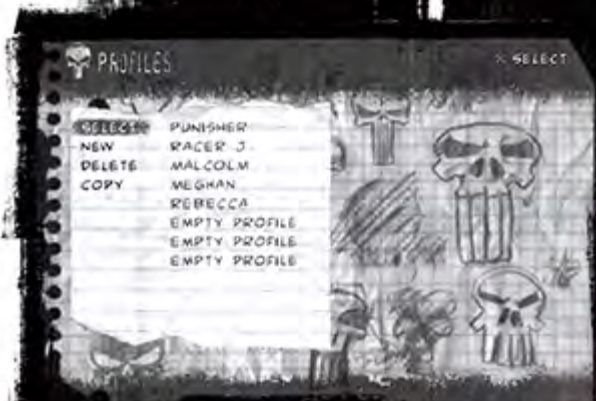 PROFILES
X SELECT
SELECT PUNISHER
NEW RACER J.
DELETE MALCOLM
COPY MEGHAN
REBECCA
EMPTY PROFILE
EMPTY PROFILE
EMPTY PROFILE